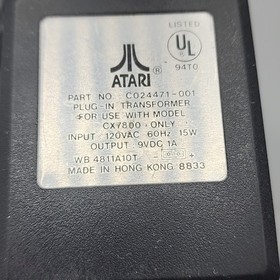 LISTED
UL
®
94T0
ATARI®
PART NO. C024471-001
PLUG-IN TRANSFORMER
FOR USE WITH MODEL
CX7800 ONLY
INPUT 120VAC 60Hz 15W
OUTPUT 9VDC 1A
WB 4811A10T
MADE IN HONG KONG 8833